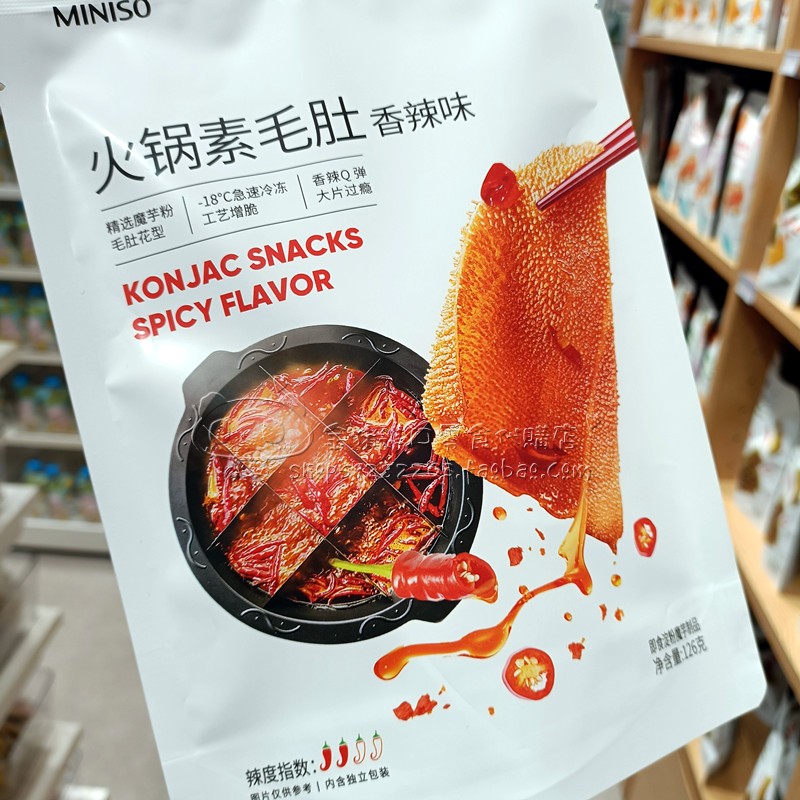 MINISO
火锅素毛肚 香辣味
精选魔芋粉
毛肚花型
-18℃急速冷冻
工艺增脆
香辣Q弹
大片过瘾
KONJAC SNACKS
SPICY FLAVOR
即食淀粉魔芋制品
净含量:126克
辣度指数:
图片仅供参考 | 内含独立包装